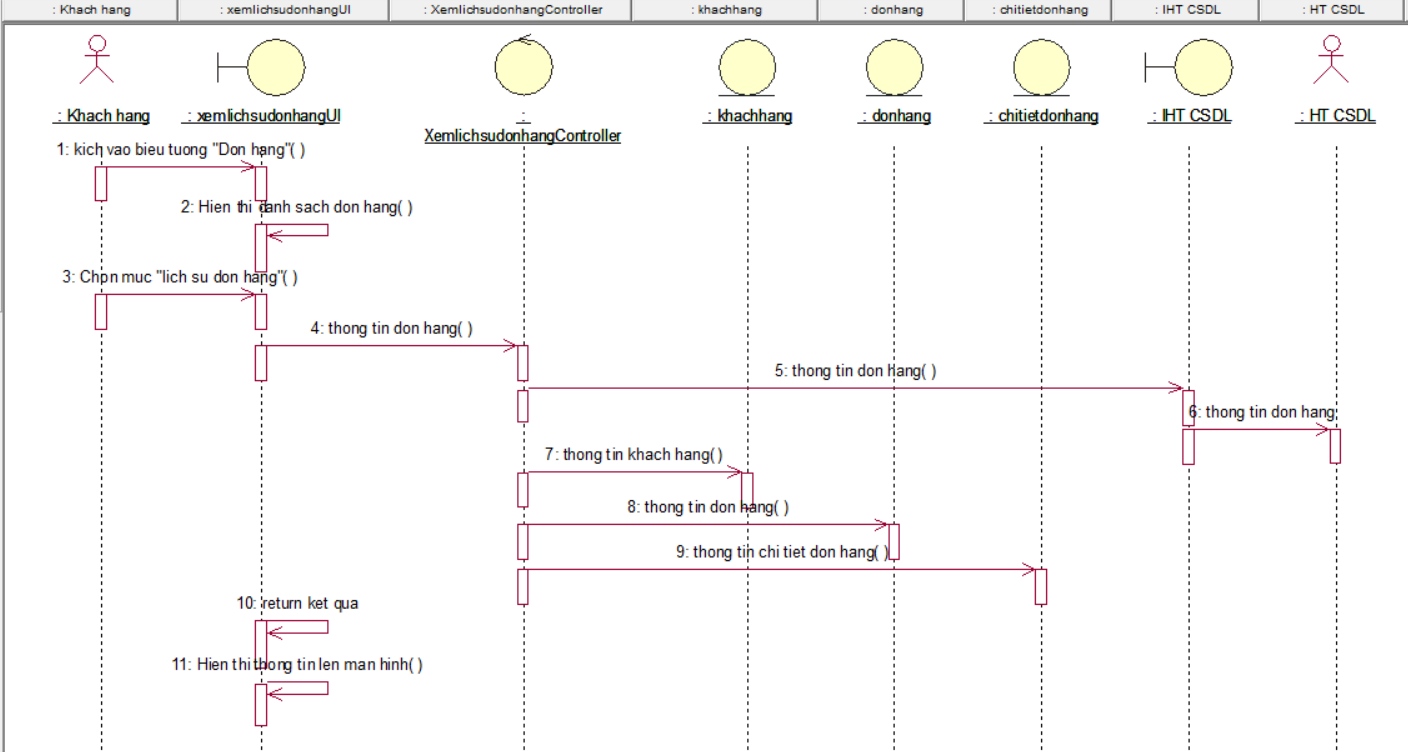 : Khach hang
: xemlichsudonhangUI
: XemlichsudonhangController
: khachhang
: donhang
: chitietdonhang
: IHT CSDL
: HT CSDL
: Khach hang
: xemlichsudonhangUI
:
XemlichsudonhangController
: khachhang
: donhang
: chitietdonhang
: IHT CSDL
: HT CSDL
1: kich vao bieu tuong "Don hang"( )
2: Hien thi danh sach don hang( )
3: Chon muc "lich su don hang"( )
4: thong tin don hang( )
5: thong tin don hang( )
6: thong tin don hang
7: thong tin khach hang()
8: thong tin don hang( )
9: thong tin chi tiet don hang( )
10: return ket qua
11: Hien thi thong tin len man hinh( )